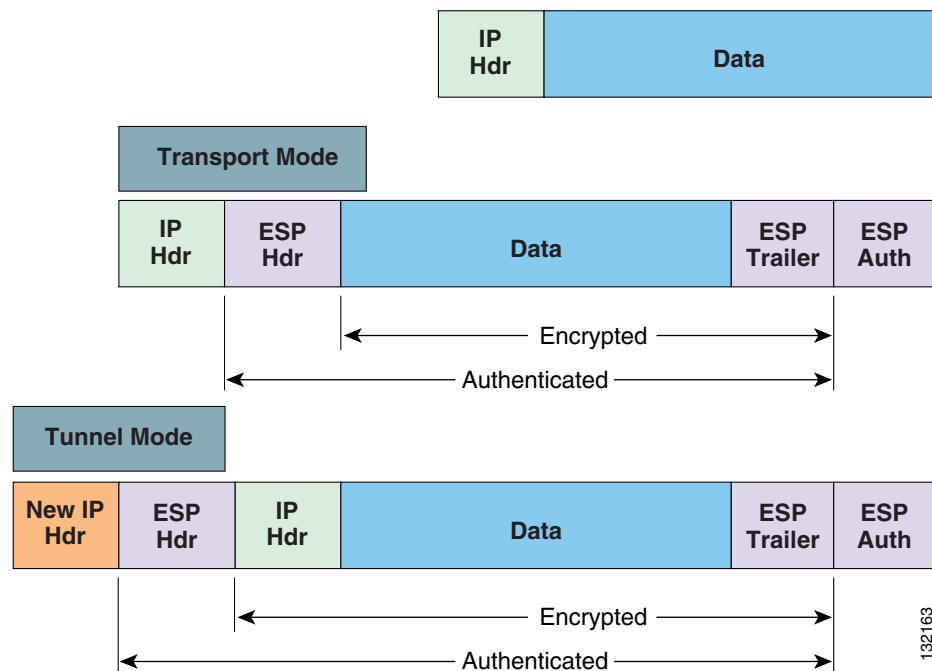 IP
Hdr
Data
Transport Mode
IP
Hdr
ESP
Hdr
Data
ESP
Trailer
ESP
Auth
Encrypted
Authenticated
Tunnel Mode
New IP
Hdr
ESP
Hdr
IP
Hdr
Data
ESP
Trailer
ESP
Auth
Encrypted
Authenticated
132163